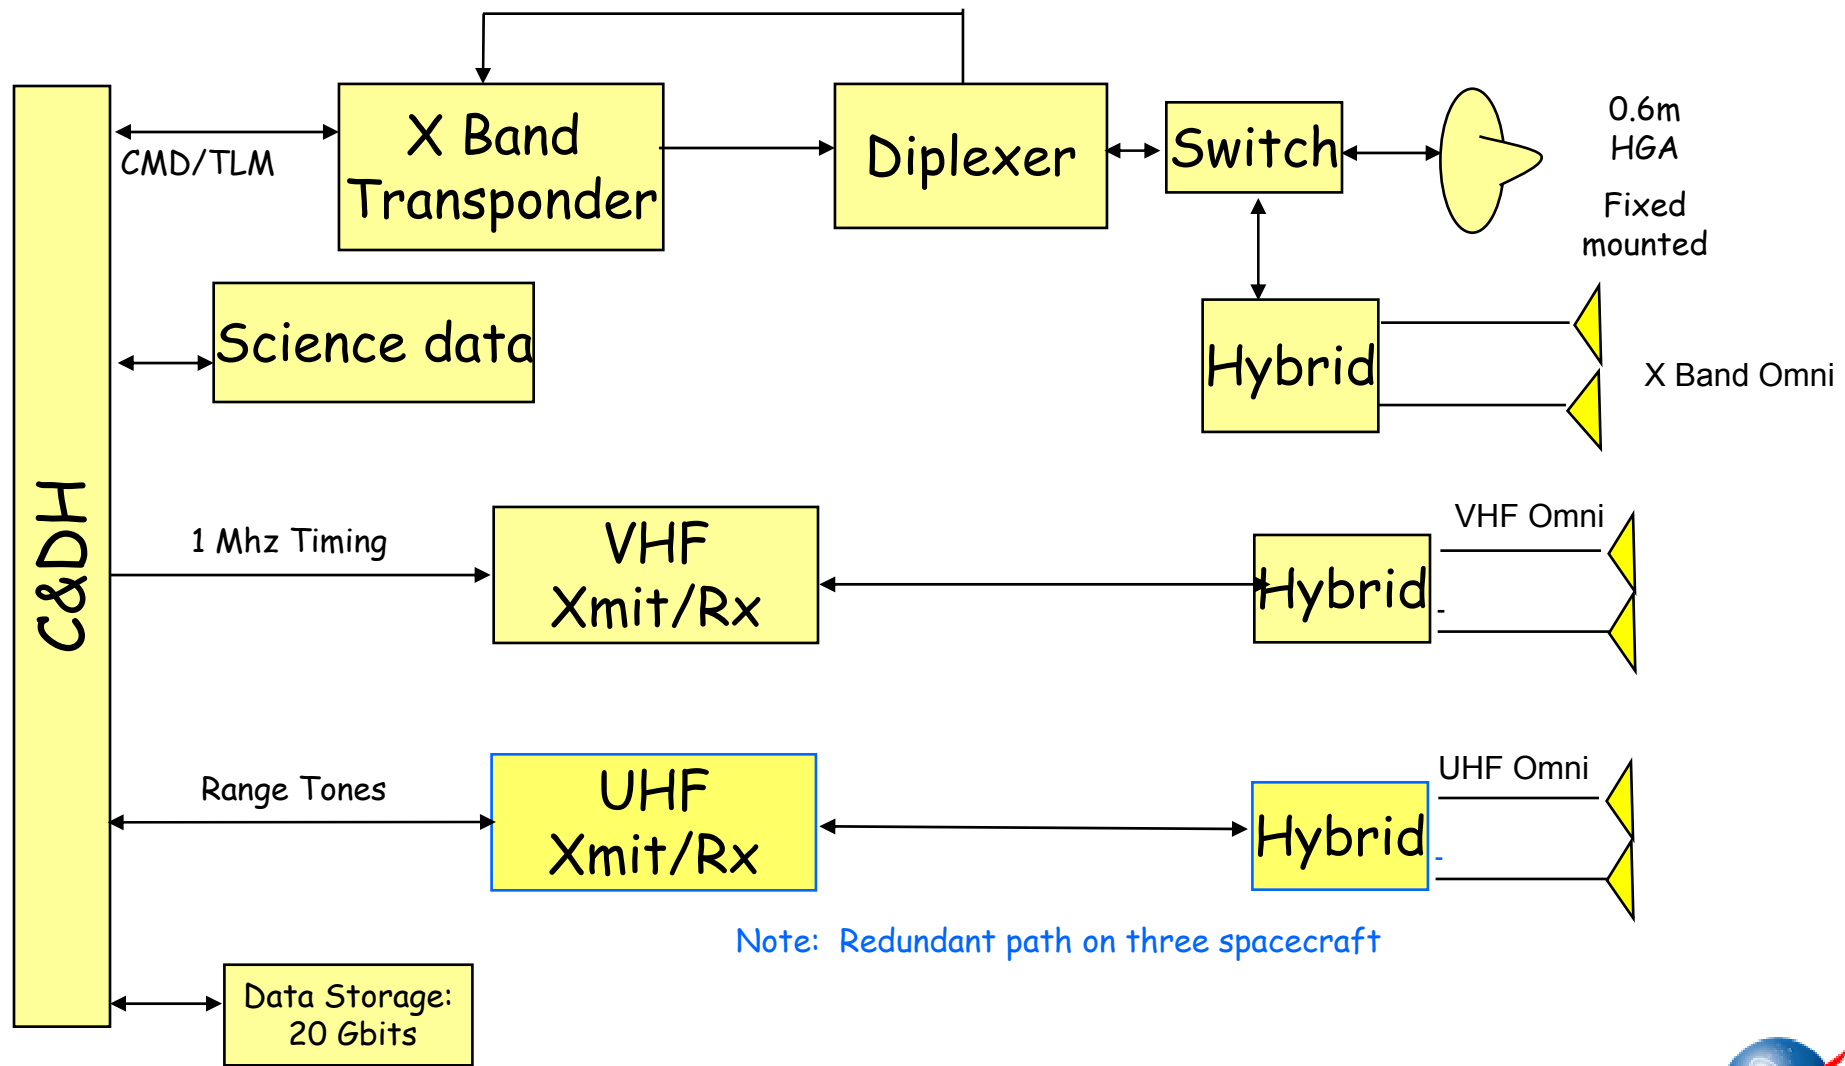 X Band
Transponder
Diplexer
Switch
0.6m
HGA
Fixed
mounted
CMD/TLM
Science data
Hybrid
X Band Omni
C&DH
1 Mhz Timing
VHF
Xmit/Rx
Hybrid
-
VHF Omni
Range Tones
UHF
Xmit/Rx
Hybrid
-
UHF Omni
Note: Redundant path on three spacecraft
Data Storage:
20 Gbits